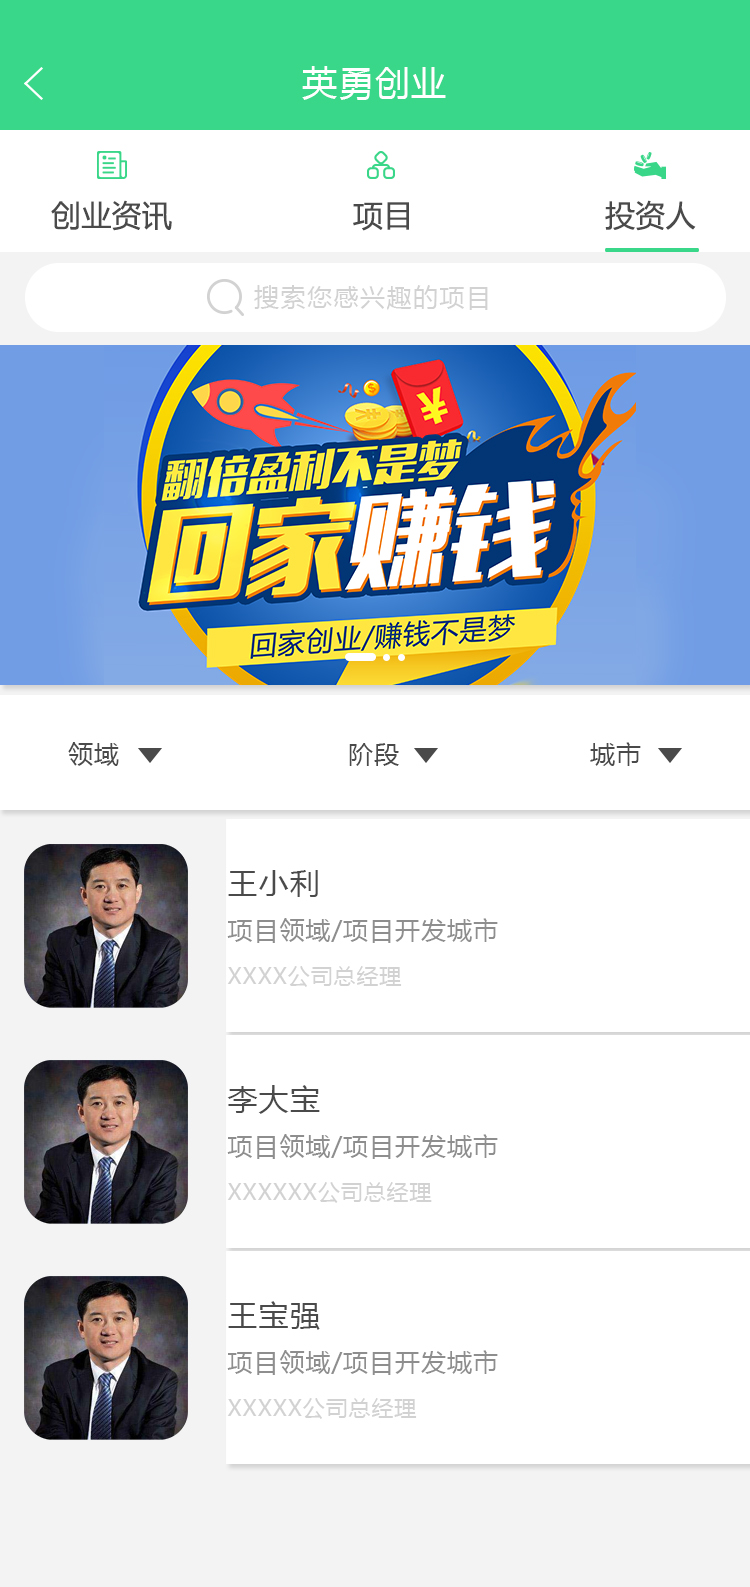 英勇创业
创业资讯 项目 投资人
搜索您感兴趣的项目
¥
翻倍盈利不是梦
回家赚钱
回家创业/赚钱不是梦
领域 阶段 城市
王小利
项目领域/项目开发城市
XXXX公司总经理
李大宝
项目领域/项目开发城市
XXXXXX公司总经理
王宝强
项目领域/项目开发城市
XXXXX公司总经理